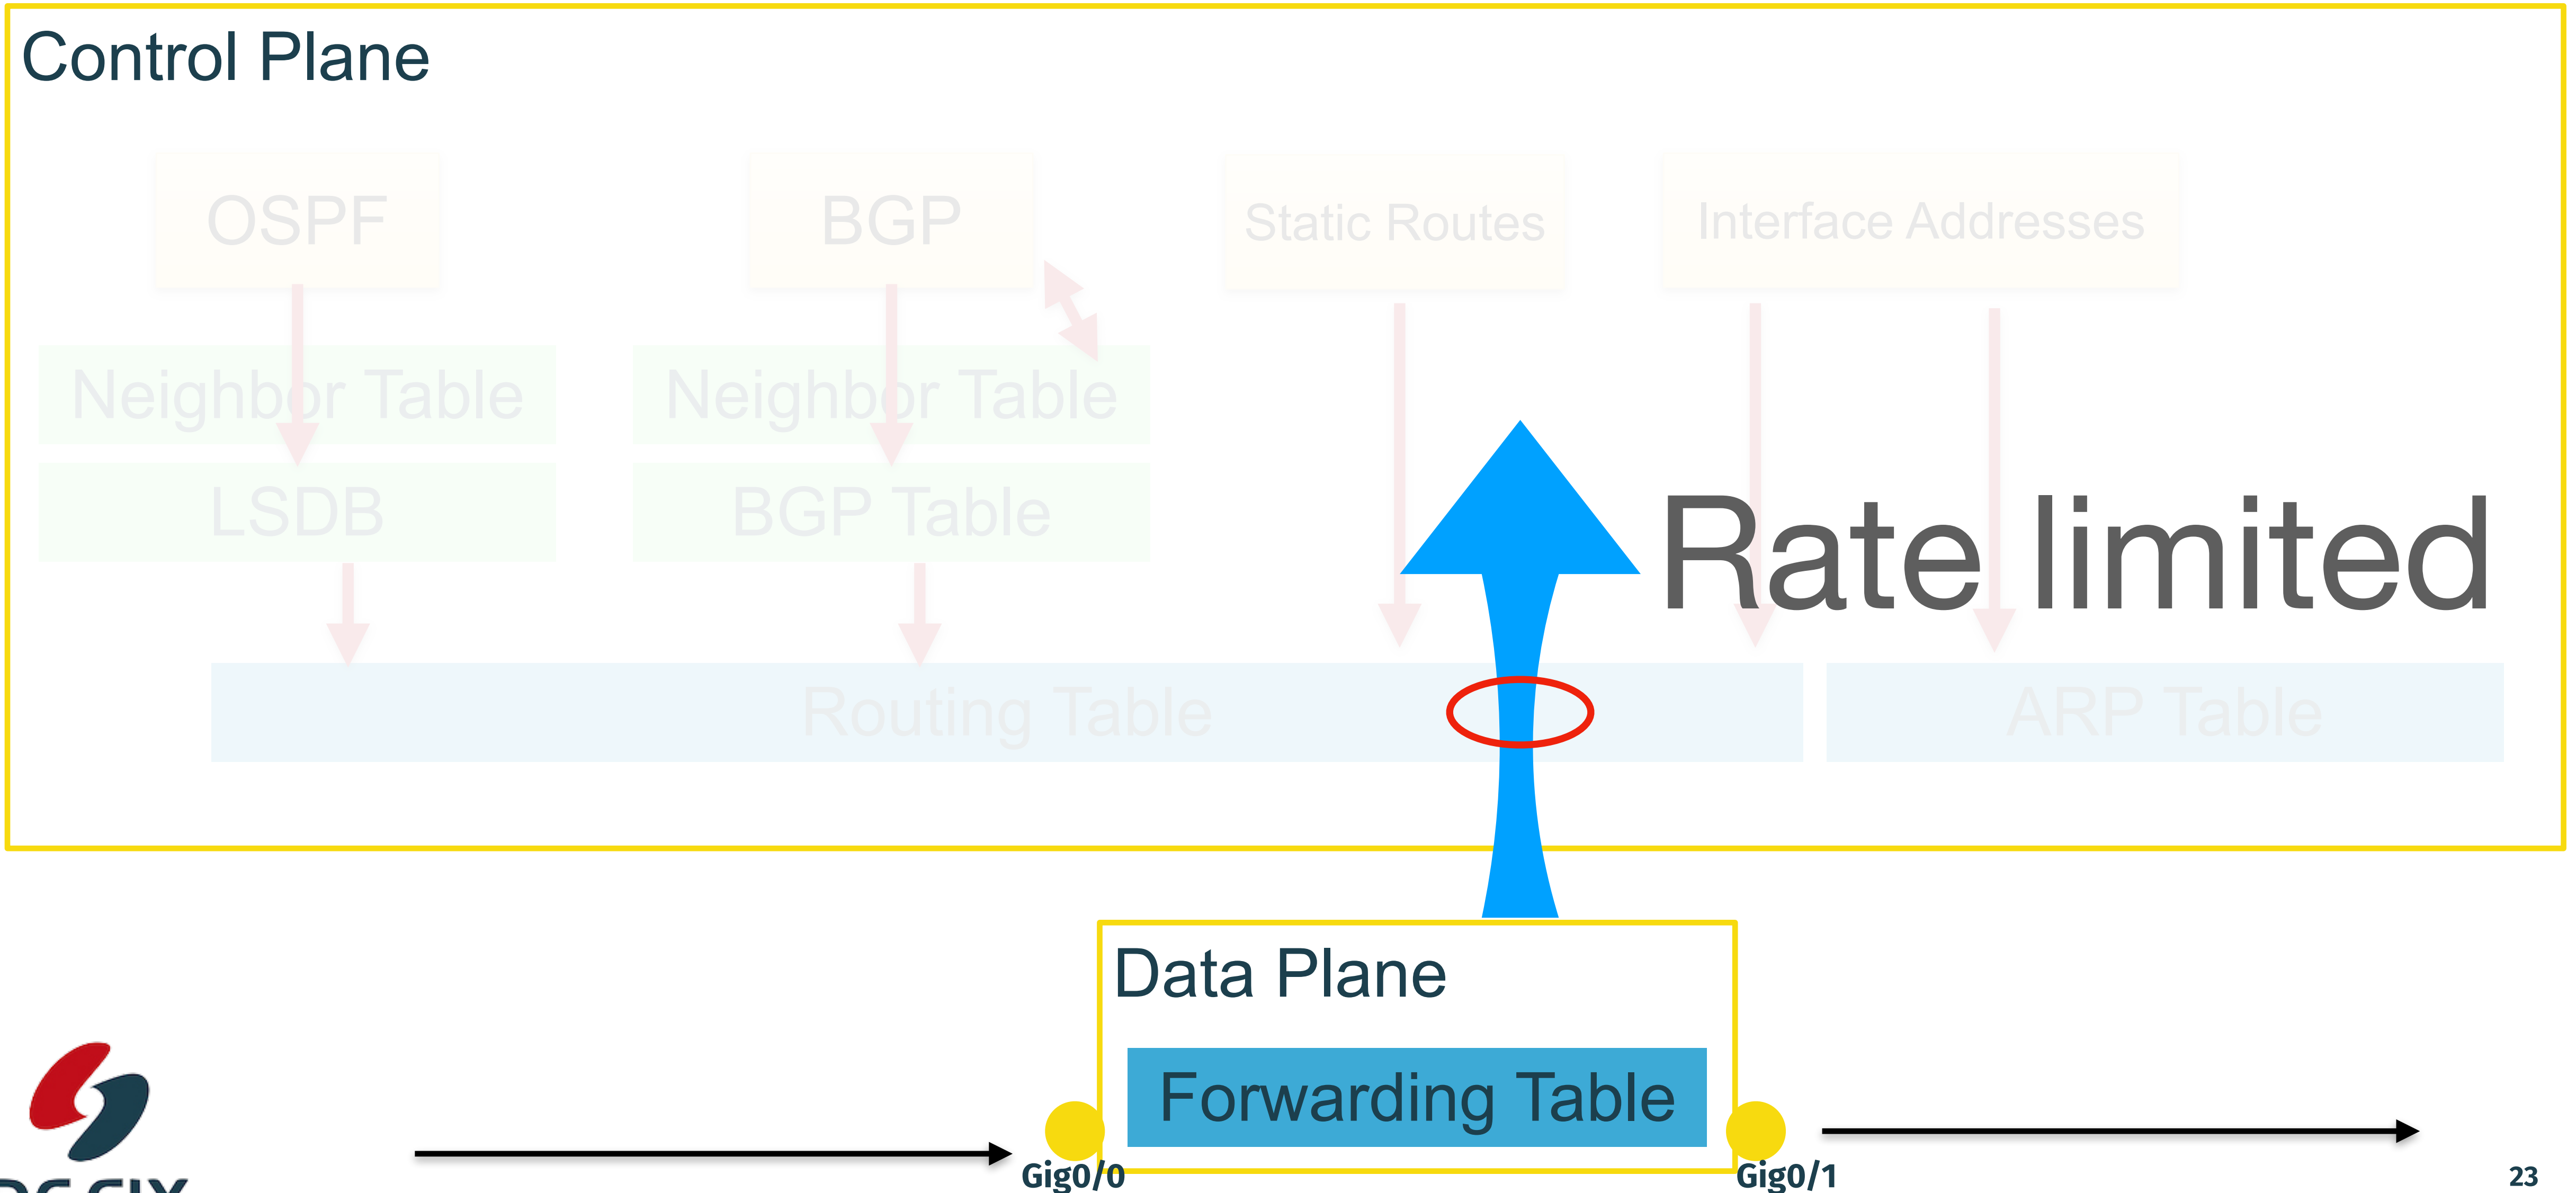 Control Plane
OSPF
BGP
Static Routes
Interface Addresses
Neighbor Table
Neighbor Table
LSDB
BGP Table
Rate limited
Routing Table
ARP Table
Data Plane
Forwarding Table
Gig0/0
Gig0/1
23